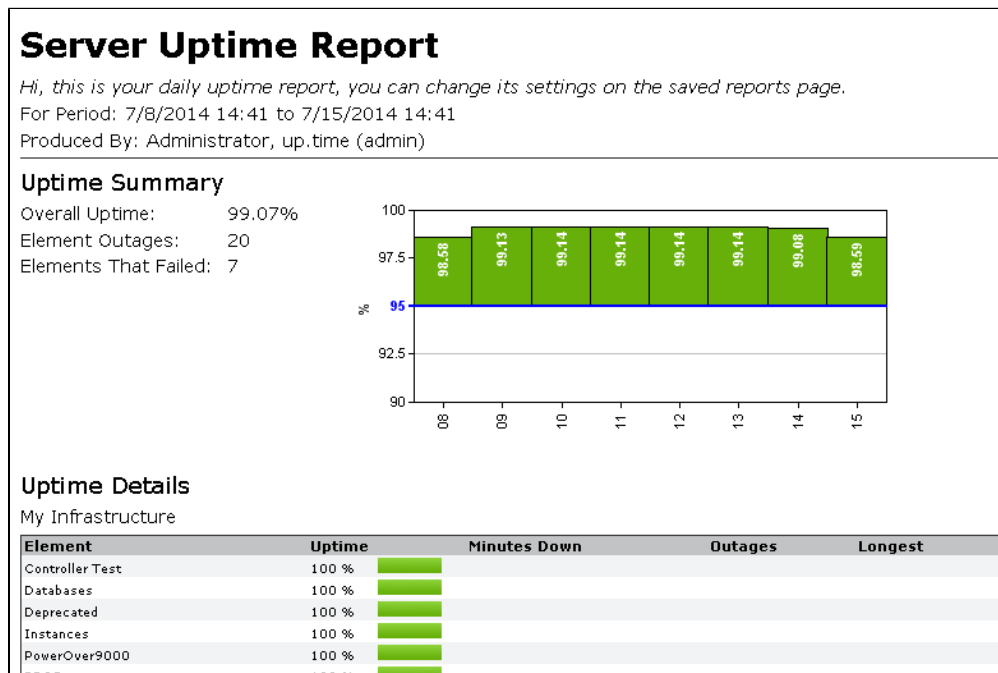 Server Uptime Report
Hi, this is your daily uptime report, you can change its settings on the saved reports page.
For Period: 7/8/2014 14:41 to 7/15/2014 14:41
Produced By: Administrator, up.time (admin)
Uptime Summary
Overall Uptime: 99.07%
Element Outages: 20
Elements That Failed: 7
100
97.5
95
92.5
90
%
98.58 99.13 99.14 99.14 99.14 99.14 99.08 98.59
08 09 10 11 12 13 14 15
Uptime Details
My Infrastructure
Element Uptime Minutes Down Outages Longest
Controller Test 100 %
Databases 100 %
Deprecated 100 %
Instances 100 %
PowerOver9000 100 %